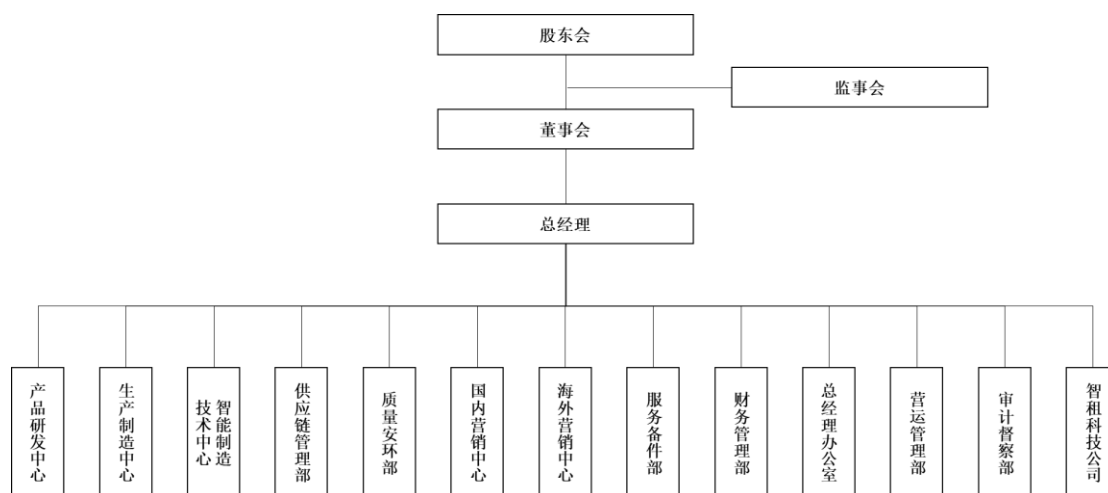 股东会
监事会
董事会
总经理
产品研发中心
生产制造中心
智能制造
技术中心
供应链管理部
质量安环部
国内营销中心
海外营销中心
服务备件部
财务管理部
总经理办公室
营运管理部
审计督察部
智租科技公司